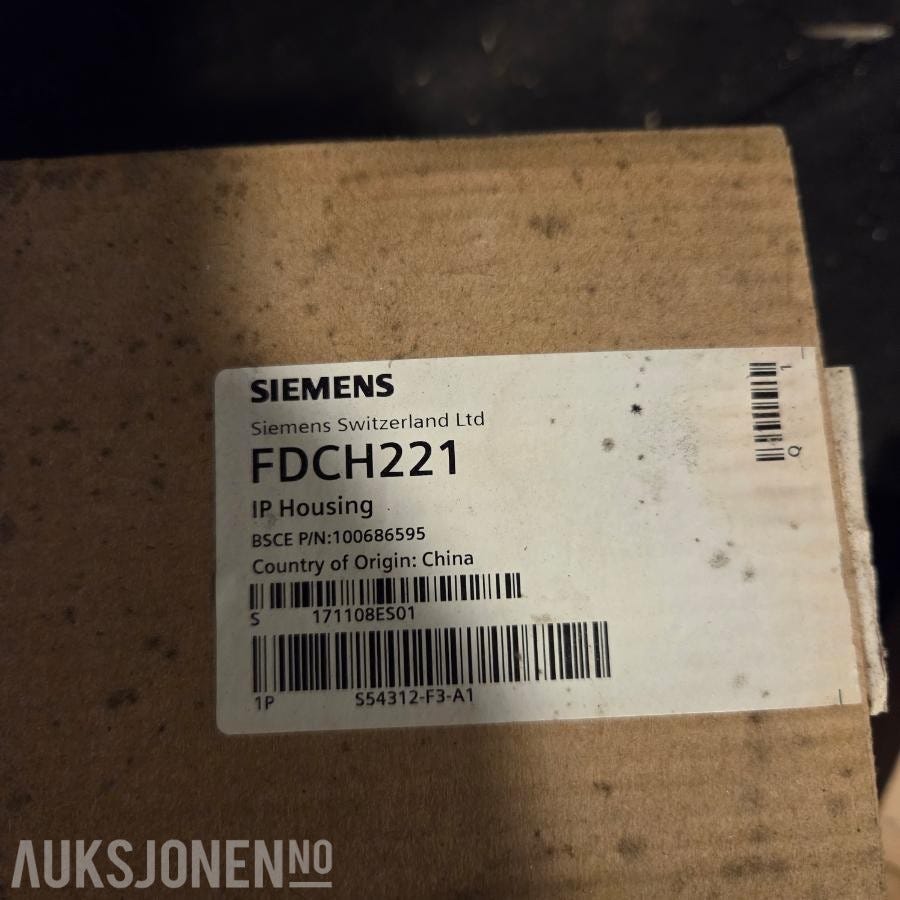 SIEMENS
Siemens Switzerland Ltd
FDCH221
IP Housing
BSCE P/N:100686595
Country of Origin: China
S 171108ES01
1P S54312-F3-A1
Q 1
AUKSJONEN NO